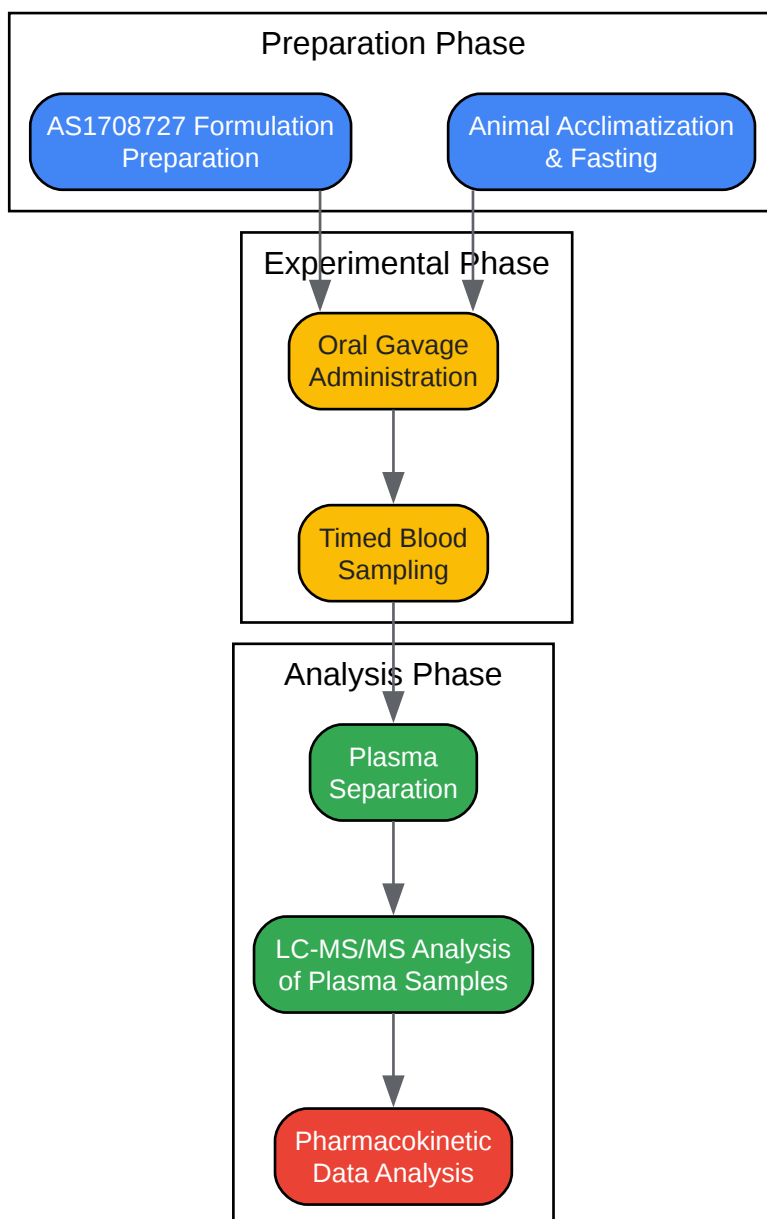 Preparation Phase
AS1708727 Formulation
Preparation
Animal Acclimatization
& Fasting
Experimental Phase
Oral Gavage
Administration
Timed Blood
Sampling
Analysis Phase
Plasma
Separation
LC-MS/MS Analysis
of Plasma Samples
Pharmacokinetic
Data Analysis